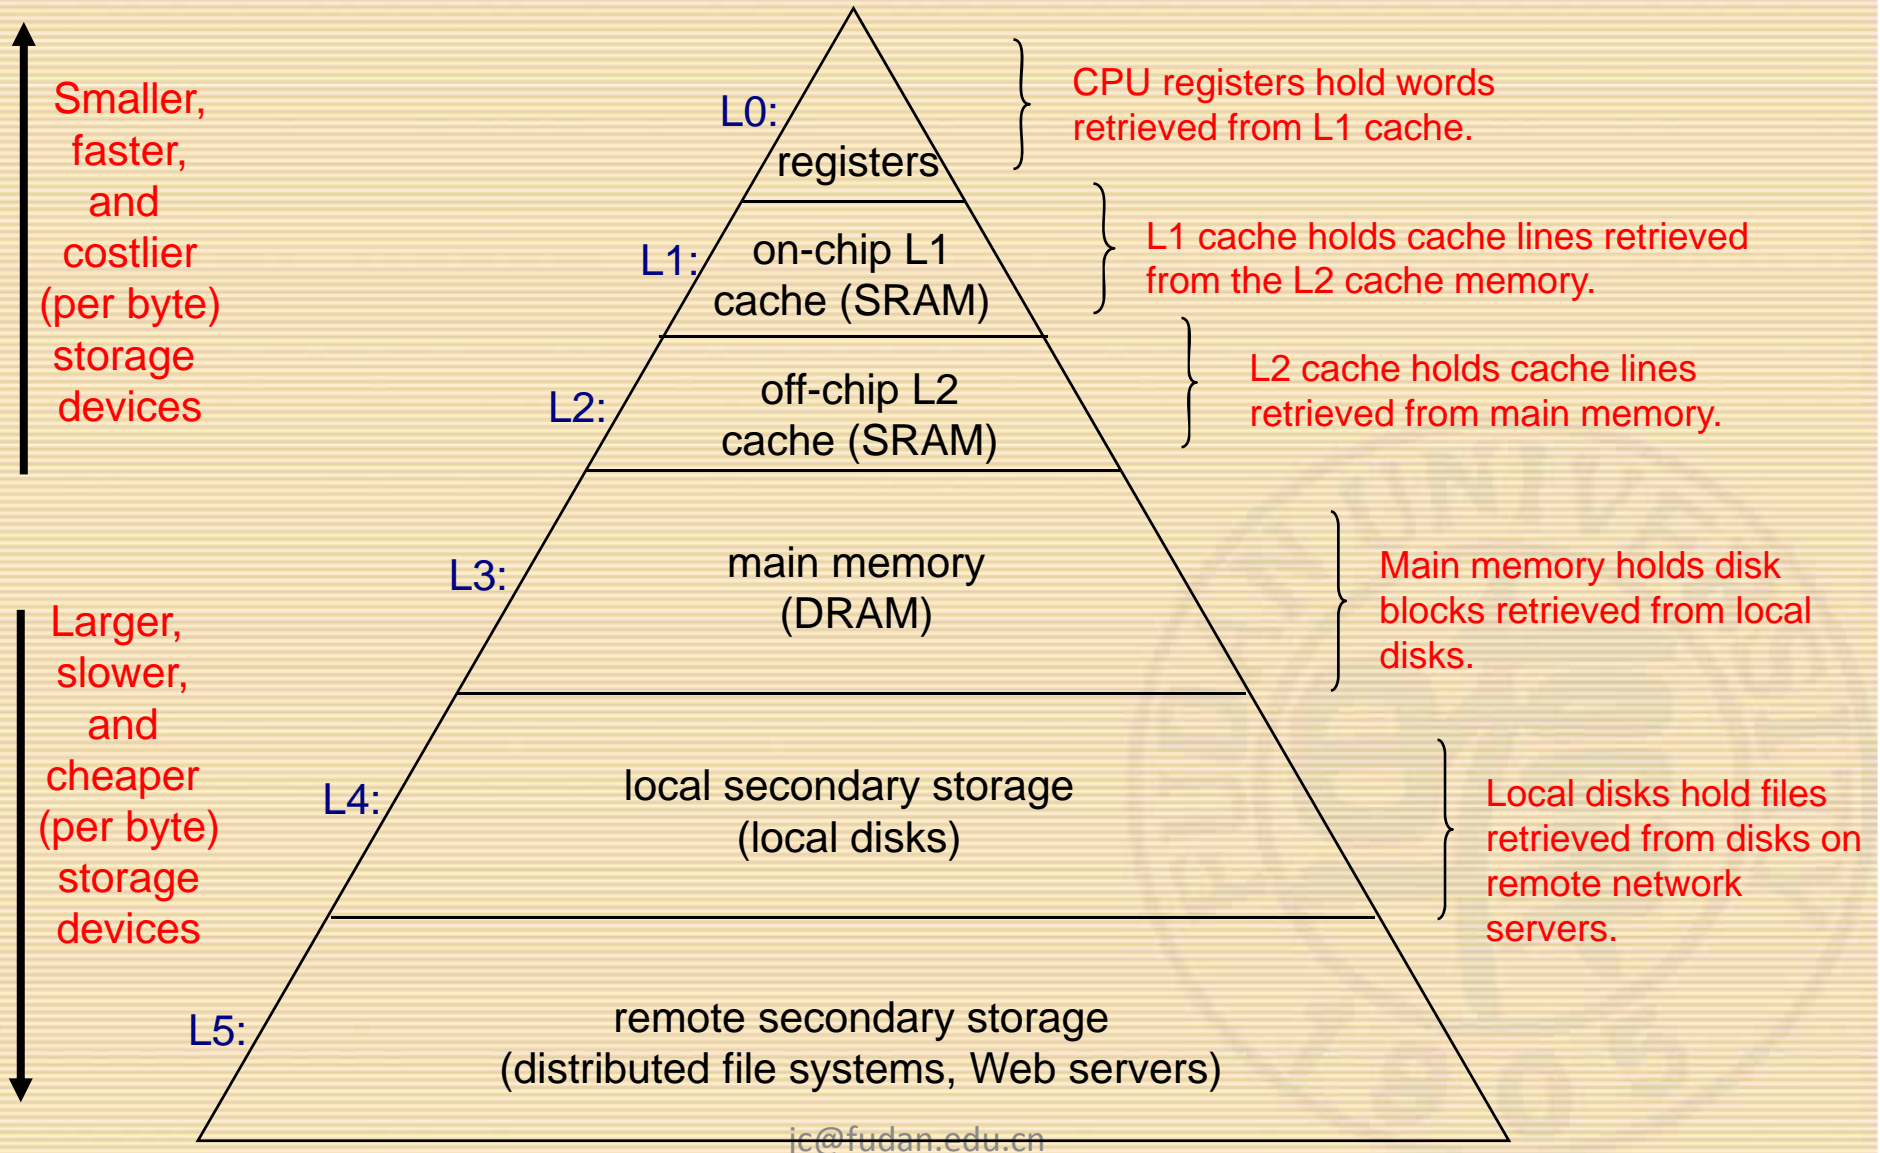 Smaller,
faster,
and
costlier
(per byte)
storage
devices
Larger,
slower,
and
cheaper
(per byte)
storage
devices
L0:
registers
CPU registers hold words
retrieved from L1 cache.
L1:
on-chip L1
cache (SRAM)
L1 cache holds cache lines retrieved
from the L2 cache memory.
L2:
off-chip L2
cache (SRAM)
L2 cache holds cache lines
retrieved from main memory.
L3:
main memory
(DRAM)
Main memory holds disk
blocks retrieved from local
disks.
L4:
local secondary storage
(local disks)
Local disks hold files
retrieved from disks on
remote network
servers.
L5:
remote secondary storage
(distributed file systems, Web servers)
jc@fudan.edu.cn